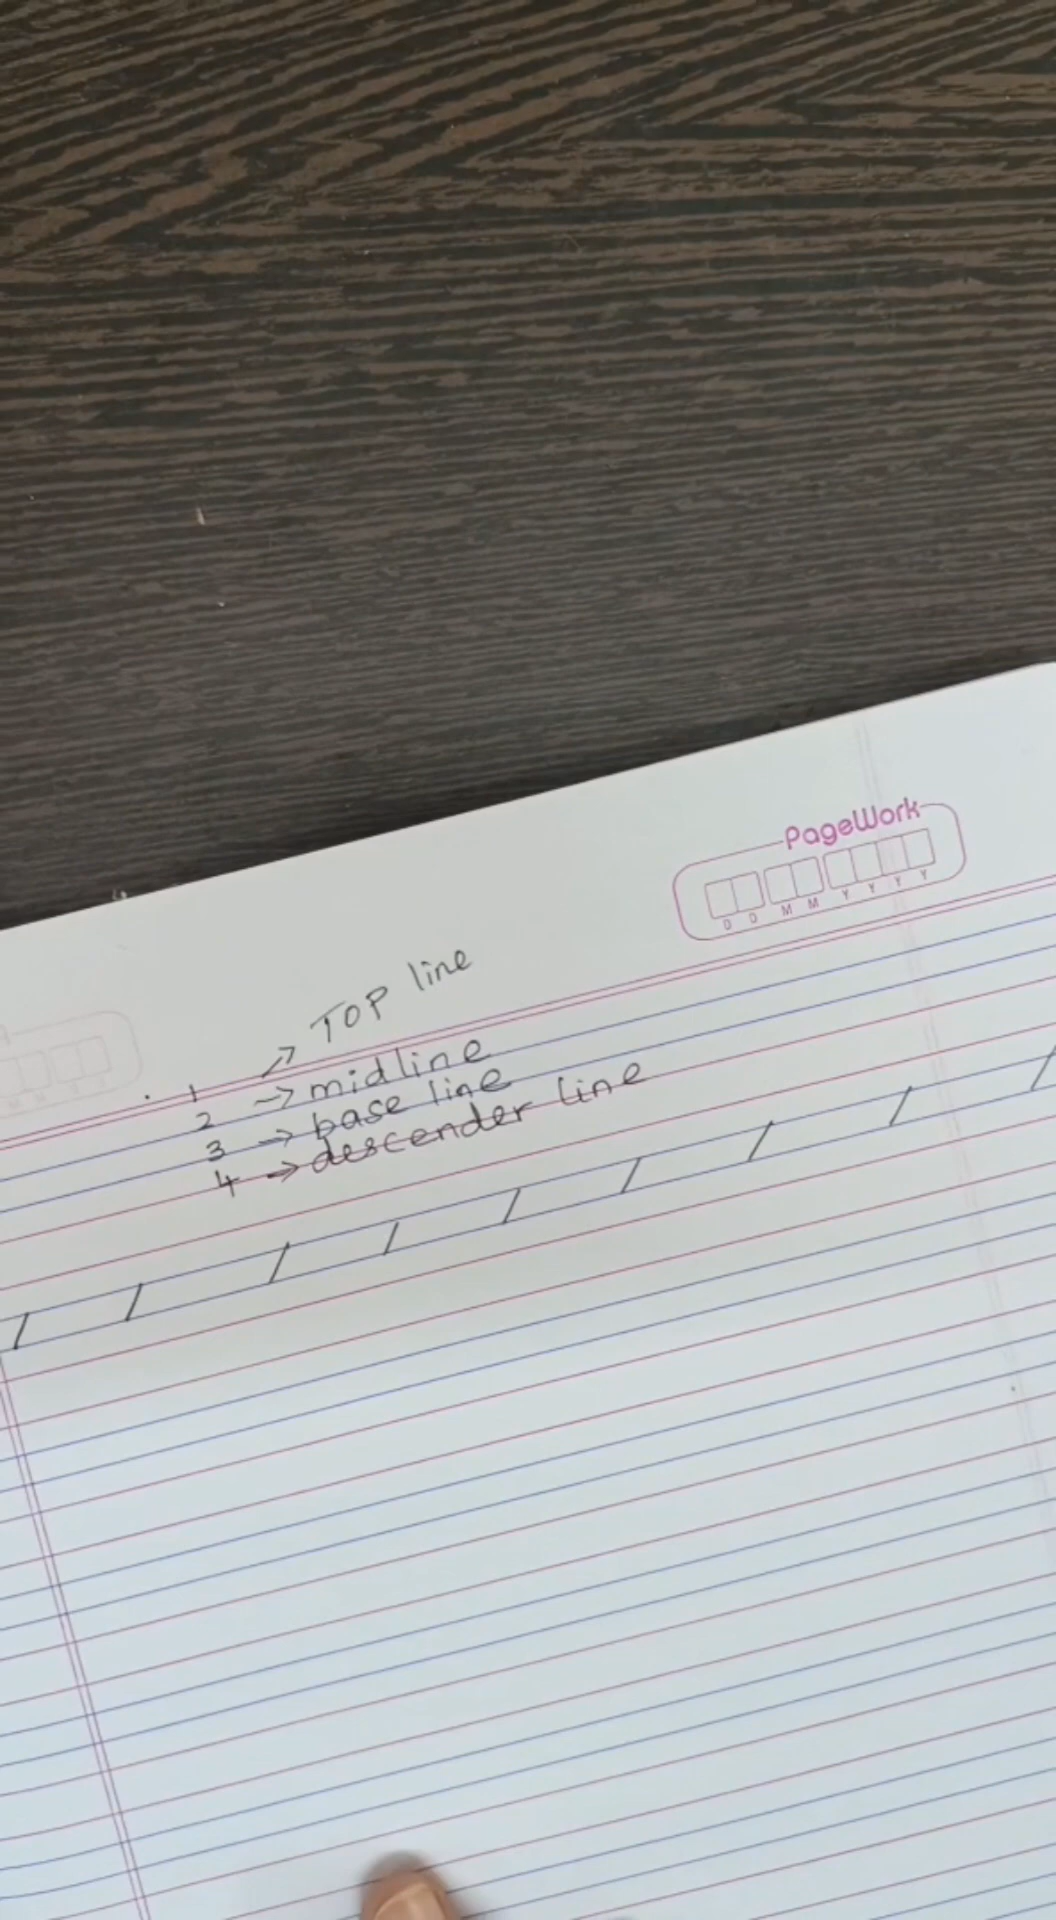 PageWork
D D M M Y Y Y Y
1 → TOP line
2 → midline
3 → base line
4 → descender line